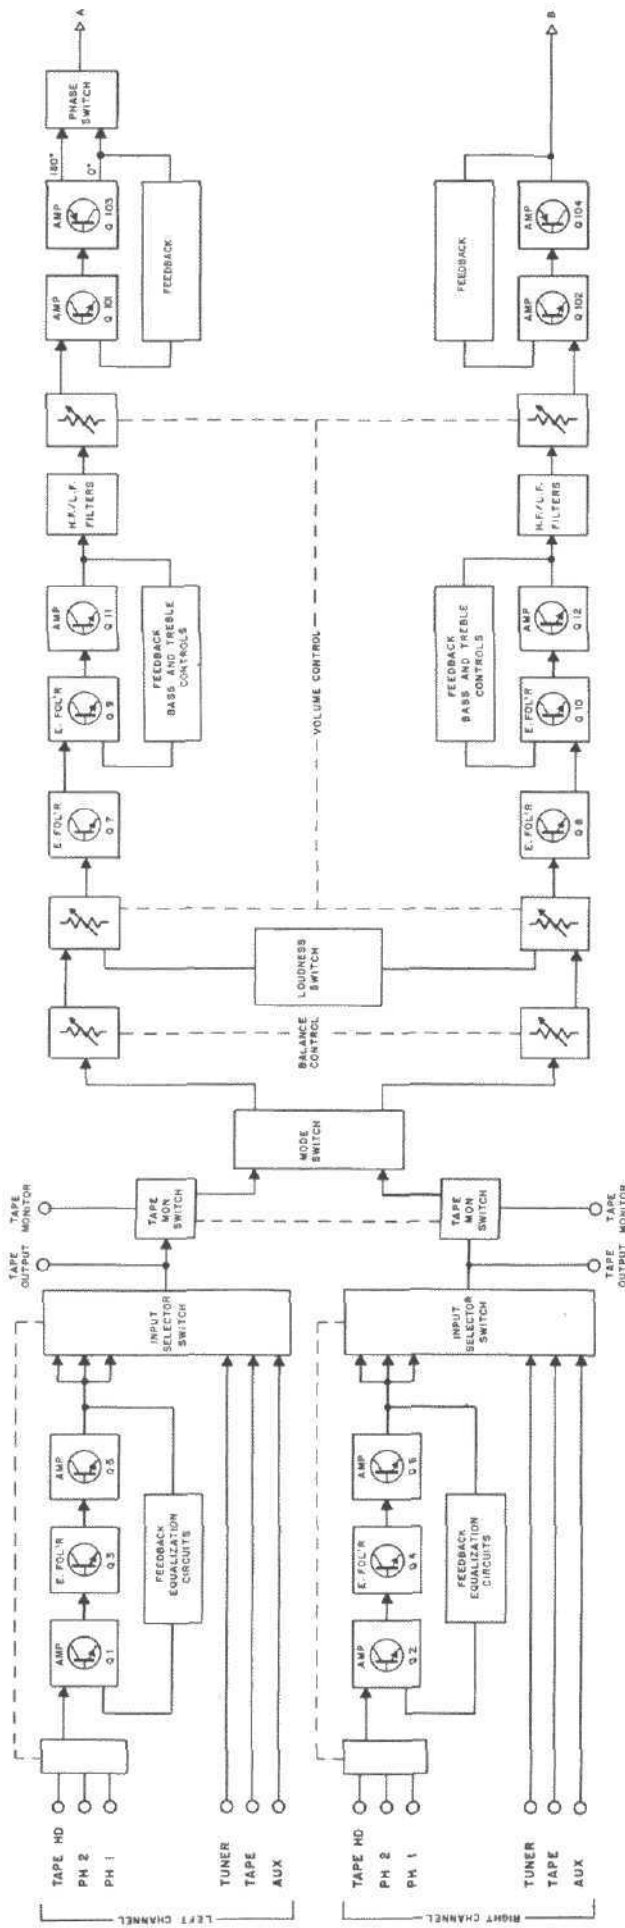 LEFT CHANNEL
TAPE HD
PH 2
PH 1
TUNER
TAPE
AUX
AMP
Q1
E. FOL'R
Q3
AMP
Q5
FEEDBACK
EQUALIZATION
CIRCUITS
INPUT
SELECTOR
SWITCH
TAPE
OUTPUT
TAPE
MONITOR
TAPE
MON
SWITCH
MODE
SWITCH
BALANCE
CONTROL
LOUDNESS
SWITCH
VOLUME CONTROL
E. FOL'R
Q7
E. FOL'R
Q9
AMP
Q11
FEEDBACK
BASS AND TREBLE
CONTROLS
H.F./L.F.
FILTERS
AMP
Q101
AMP
Q103
FEEDBACK
180°
0°
PHASE
SWITCH
A
RIGHT CHANNEL
TAPE HD
PH 2
PH 1
TUNER
TAPE
AUX
AMP
Q2
E. FOL'R
Q4
AMP
FEEDBACK
EQUALIZATION
CIRCUITS
INPUT
SELECTOR
SWITCH
TAPE
MON
SWITCH
TAPE
OUTPUT
TAPE
MONITOR
E. FOL'R
Q8
E. FOL'R
Q10
AMP
Q12
FEEDBACK
BASS AND TREBLE
CONTROLS
H.F./L.F.
FILTERS
AMP
Q102
AMP
Q104
FEEDBACK
B